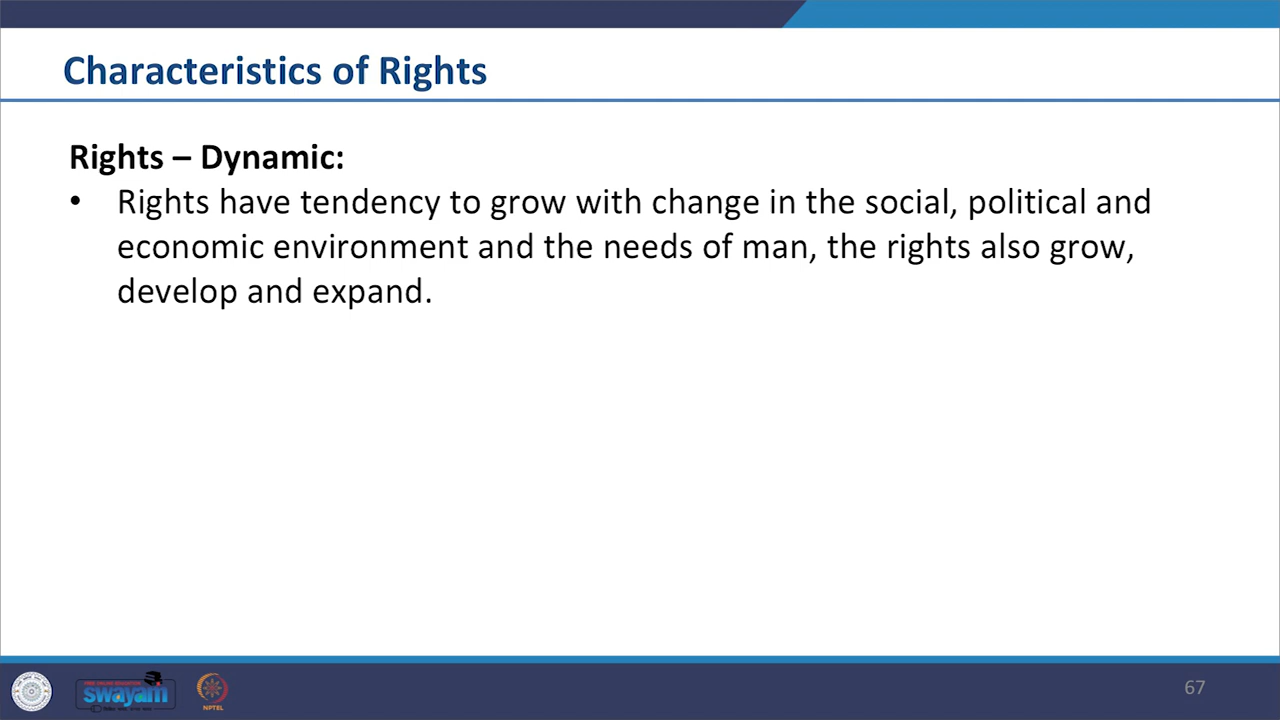 Characteristics of Rights
Rights – Dynamic:
• Rights have tendency to grow with change in the social, political and
economic environment and the needs of man, the rights also grow,
develop and expand.
swayam
NPTEL
67